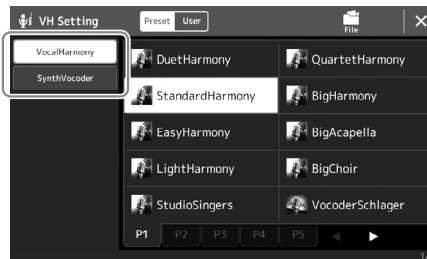 VH Setting
Preset User
File
VocalHarmony
SynthVocoder
DuetHarmony
QuartetHarmony
StandardHarmony
BigHarmony
EasyHarmony
BigAcapella
LightHarmony
BigChoir
StudioSingers
VocoderSchlager
P1 P2 P3 P4 P5